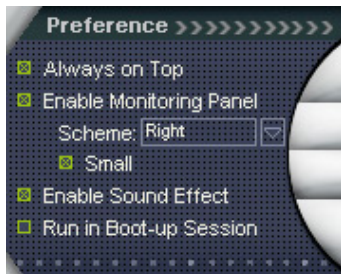 Preference >>>>>>>>>>>
Always on Top
Enable Monitoring Panel
Scheme: Right
Small
Enable Sound Effect
Run in Boot-up Session